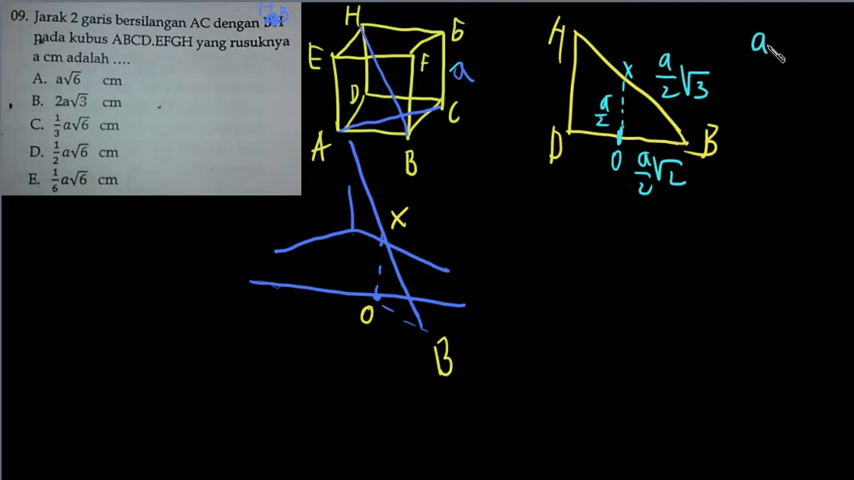 09. Jarak 2 garis bersilangan AC dengan
HB
pada kubus ABCD.EFGH yang rusuknya
a cm adalah ....
A. a√6 cm
B. 2a√3 cm
C. 1/3 a√6 cm
D. 1/2 a√6 cm
E. 1/6 a√6 cm
H
G
E
F
a
D
C
A
B
H
x
a/2 √3
a/2
D
O
B
a/2 √2
a
X
O
B